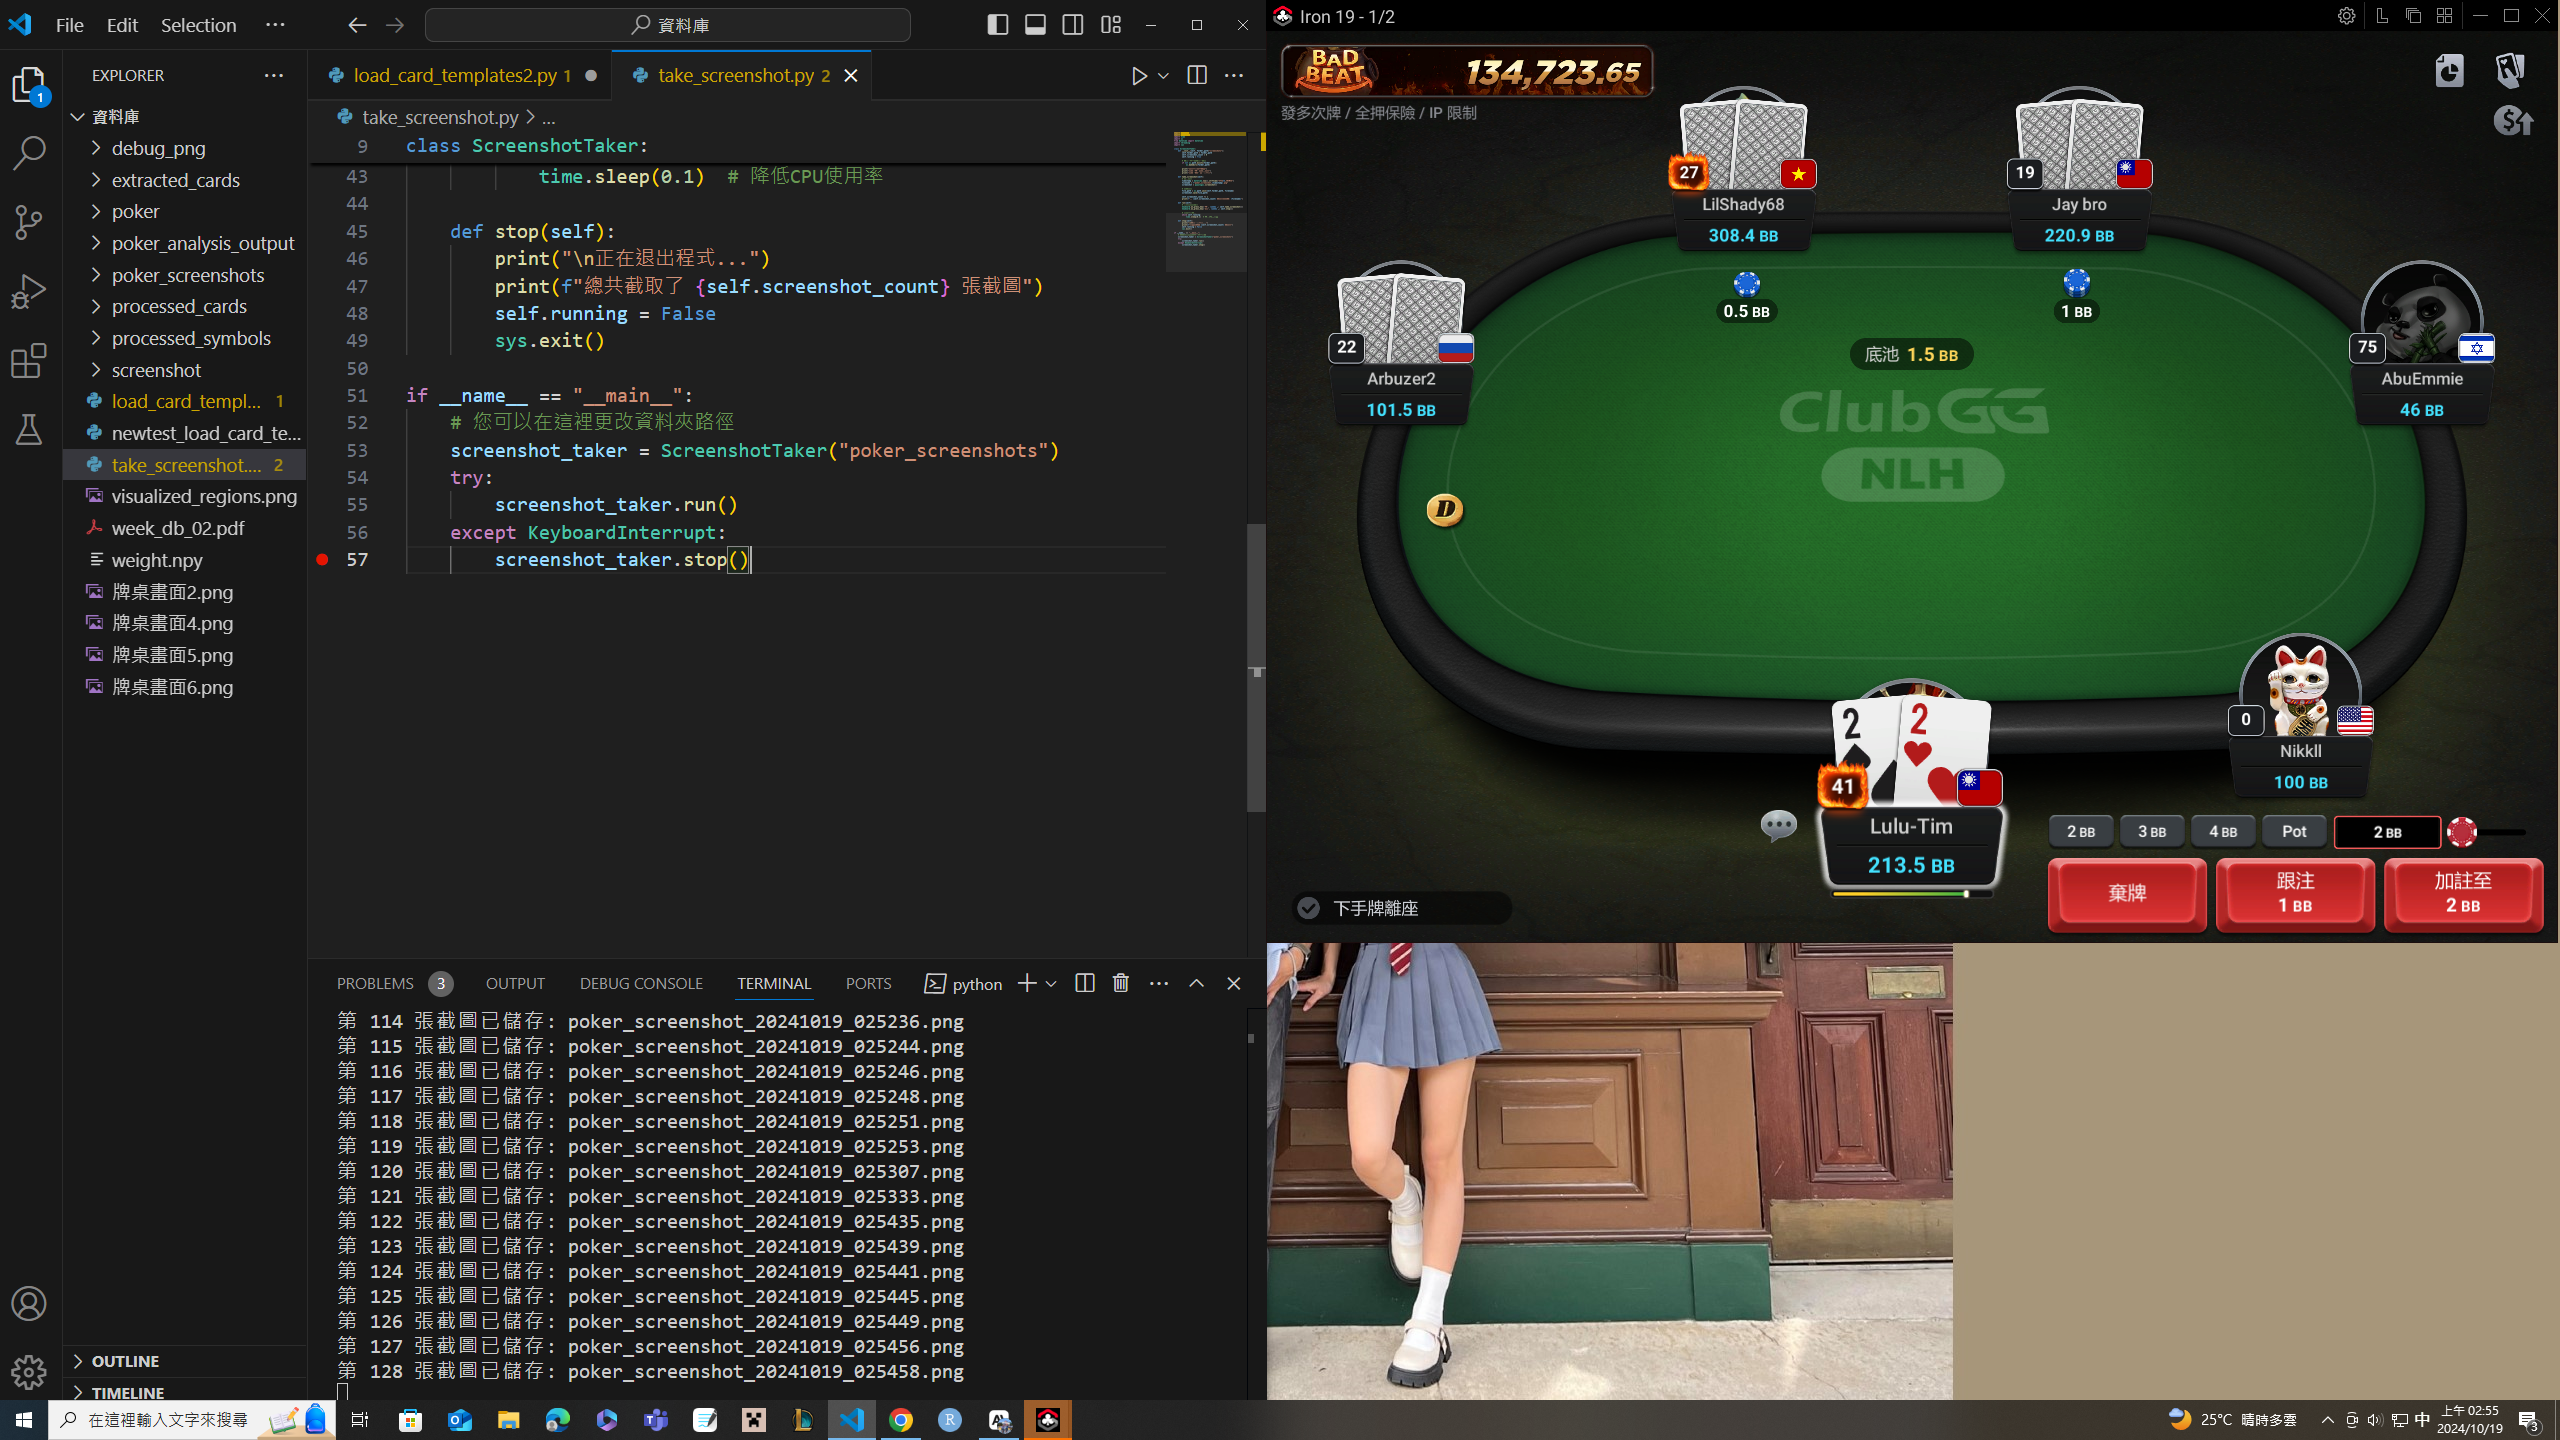 File Edit Selection ···
資料庫
EXPLORER ···
資料庫
debug_png
extracted_cards
poker
poker_analysis_output
poker_screenshots
processed_cards
processed_symbols
screenshot
load_card_templ... 1
newtest_load_card_te...
take_screenshot.... 2
visualized_regions.png
week_db_02.pdf
weight.npy
牌桌畫面2.png
牌桌畫面4.png
牌桌畫面5.png
牌桌畫面6.png
OUTLINE
TIMELINE
1
load_card_templates2.py 1
take_screenshot.py 2
take_screenshot.py > ...
9 class ScreenshotTaker:
43 time.sleep(0.1) # 降低CPU使用率
44
45 def stop(self):
46 print("\n正在退出程式...")
47 print(f"總共截取了 {self.screenshot_count} 張截圖")
48 self.running = False
49 sys.exit()
50
51 if __name__ == "__main__":
52 # 您可以在這裡更改資料夾路徑
53 screenshot_taker = ScreenshotTaker("poker_screenshots")
54 try:
55 screenshot_taker.run()
56 except KeyboardInterrupt:
57 screenshot_taker.stop()
PROBLEMS 3 OUTPUT DEBUG CONSOLE TERMINAL PORTS python
第 114 張截圖已儲存: poker_screenshot_20241019_025236.png
第 115 張截圖已儲存: poker_screenshot_20241019_025244.png
第 116 張截圖已儲存: poker_screenshot_20241019_025246.png
第 117 張截圖已儲存: poker_screenshot_20241019_025248.png
第 118 張截圖已儲存: poker_screenshot_20241019_025251.png
第 119 張截圖已儲存: poker_screenshot_20241019_025253.png
第 120 張截圖已儲存: poker_screenshot_20241019_025307.png
第 121 張截圖已儲存: poker_screenshot_20241019_025333.png
第 122 張截圖已儲存: poker_screenshot_20241019_025435.png
第 123 張截圖已儲存: poker_screenshot_20241019_025439.png
第 124 張截圖已儲存: poker_screenshot_20241019_025441.png
第 125 張截圖已儲存: poker_screenshot_20241019_025445.png
第 126 張截圖已儲存: poker_screenshot_20241019_025449.png
第 127 張截圖已儲存: poker_screenshot_20241019_025456.png
第 128 張截圖已儲存: poker_screenshot_20241019_025458.png
Iron 19 - 1/2
BAD BEAT 134,723.65
發多次牌 / 全押保險 / IP 限制
27
LilShady68
308.4 BB
0.5 BB
19
Jay bro
220.9 BB
1 BB
22
Arbuzer2
101.5 BB
75
AbuEmmie
46 BB
底池 1.5 BB
ClubGG
NLH
D
0
Nikkll
100 BB
2 2
41
Lulu-Tim
213.5 BB
2 BB 3 BB 4 BB Pot 2 BB
棄牌
跟注
1 BB
加註至
2 BB
下手牌離座
在這裡輸入文字來搜尋
25°C 晴時多雲
中
上午 02:55
2024/10/19
3